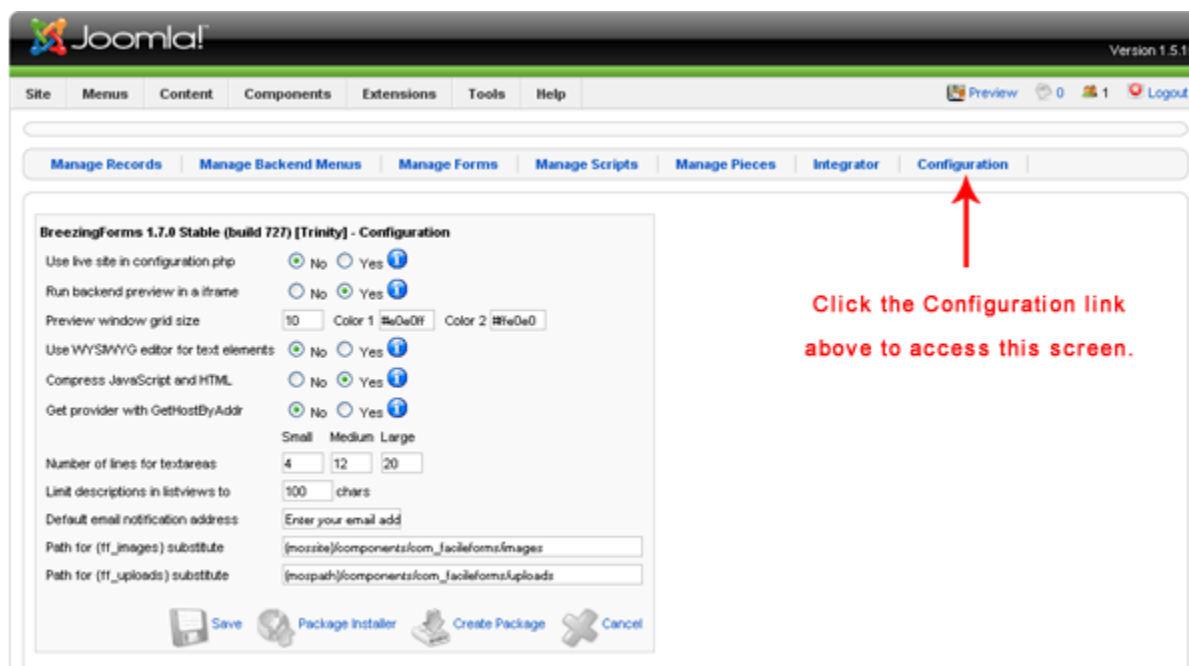 Joomla!
Version 1.5.1
Site Menus Content Components Extensions Tools Help Preview 0 1 Logout
Manage Records Manage Backend Menus Manage Forms Manage Scripts Manage Pieces Integrator Configuration
BreezingForms 1.7.0 Stable (build 727) [Trinity] - Configuration
Use live site in configuration.php No Yes
Run backend preview in a iframe No Yes
Preview window grid size 10 Color 1 #e0e0ff Color 2 #ffe0e0
Use WYSIWYG editor for text elements No Yes
Compress JavaScript and HTML No Yes
Get provider with GetHostByAddr No Yes
Small Medium Large
Number of lines for textareas 4 12 20
Limit descriptions in listviews to 100 chars
Default email notification address Enter your email add
Path for {ff_images} substitute {mossite}/components/com_facileforms/images
Path for {ff_uploads} substitute {mospath}/components/com_facileforms/uploads
Save Package Installer Create Package Cancel
Click the Configuration link
above to access this screen.